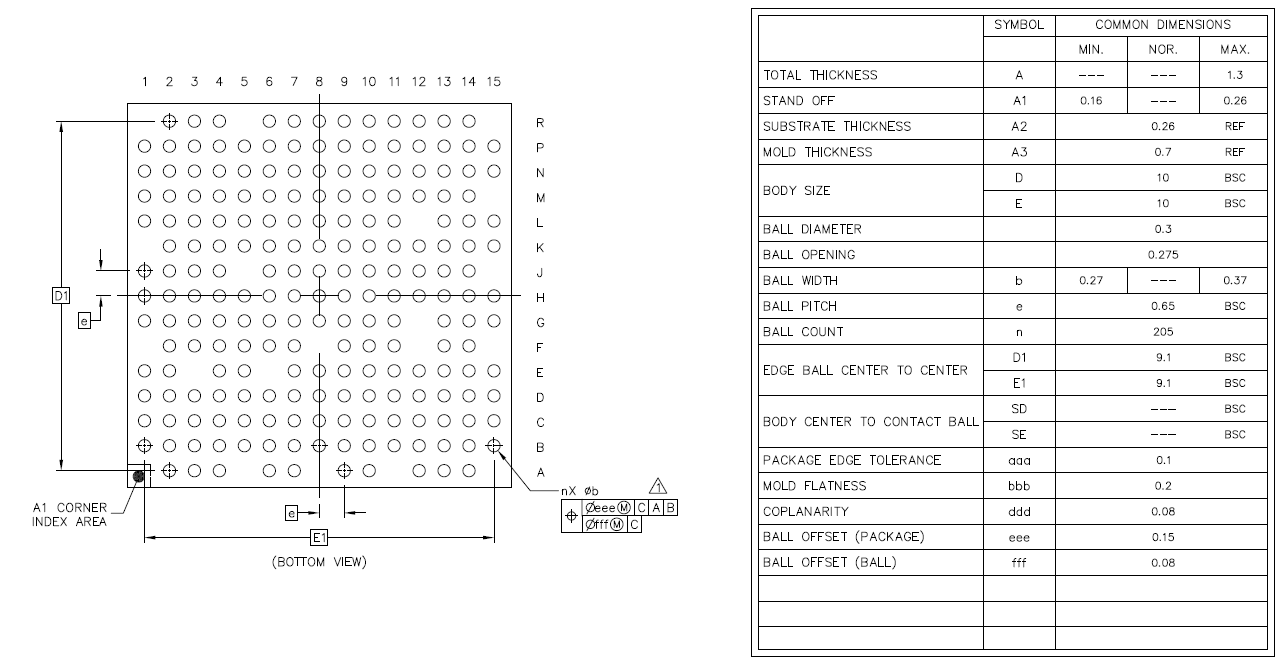 1 2 3 4 5 6 7 8 9 10 11 12 13 14 15
R
P
N
M
L
K
J
H
G
F
E
D
C
B
A
D1
e
A1 CORNER
INDEX AREA
e
E1
(BOTTOM VIEW)
nX øb
1
Øeee Ⓜ C A B
Øfff Ⓜ C
SYMBOL COMMON DIMENSIONS
MIN. NOR. MAX.
TOTAL THICKNESS A --- --- 1.3
STAND OFF A1 0.16 --- 0.26
SUBSTRATE THICKNESS A2 0.26 REF
MOLD THICKNESS A3 0.7 REF
BODY SIZE D 10 BSC
E 10 BSC
BALL DIAMETER 0.3
BALL OPENING 0.275
BALL WIDTH b 0.27 --- 0.37
BALL PITCH e 0.65 BSC
BALL COUNT n 205
EDGE BALL CENTER TO CENTER D1 9.1 BSC
E1 9.1 BSC
BODY CENTER TO CONTACT BALL SD --- BSC
SE --- BSC
PACKAGE EDGE TOLERANCE aaa 0.1
MOLD FLATNESS bbb 0.2
COPLANARITY ddd 0.08
BALL OFFSET (PACKAGE) eee 0.15
BALL OFFSET (BALL) fff 0.08